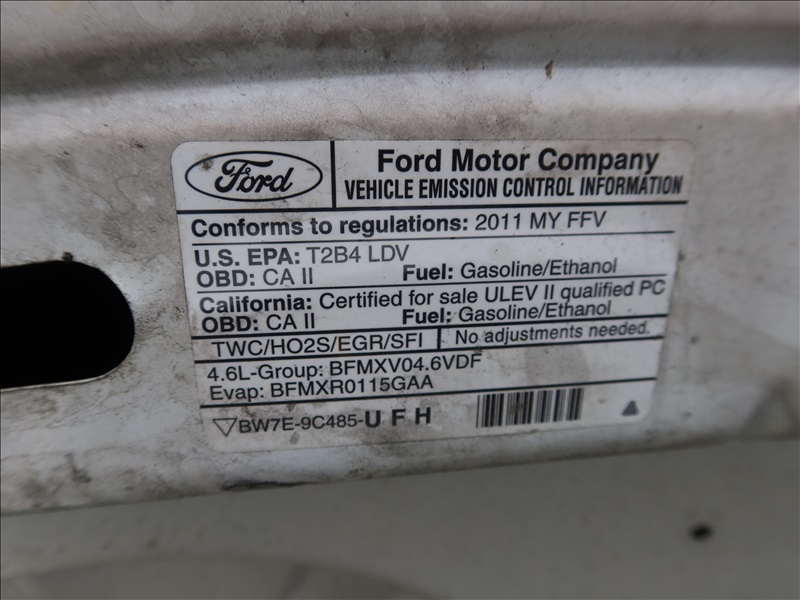 Ford
Ford Motor Company
VEHICLE EMISSION CONTROL INFORMATION
Conforms to regulations: 2011 MY FFV
U.S. EPA: T2B4 LDV
OBD: CA II Fuel: Gasoline/Ethanol
California: Certified for sale ULEV II qualified PC
OBD: CA II Fuel: Gasoline/Ethanol
TWC/HO2S/EGR/SFI No adjustments needed.
4.6L-Group: BFMXV04.6VDF
Evap: BFMXR0115GAA
BW7E-9C485-U F H